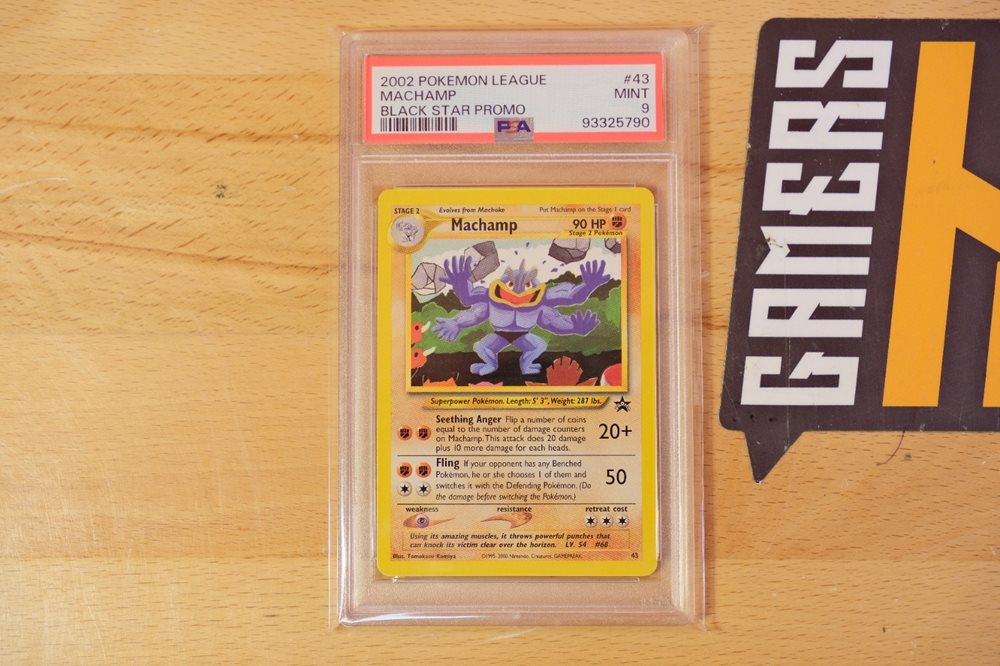 2002 POKEMON LEAGUE #43
MACHAMP MINT
BLACK STAR PROMO 9
PSA 93325790
GAMERS
STAGE 2 Evolves from Machoke Put Machamp on the Stage 1 card
Machamp 90 HP
Stage 2 Pokémon
Superpower Pokémon. Length: 5' 3", Weight: 287 lbs.
PROMO
Seething Anger Flip a number of coins
equal to the number of damage counters
on Machamp. This attack does 20 damage
plus 10 more damage for each heads.
20+
Fling If your opponent has any Benched
Pokémon, he or she chooses 1 of them and
switches it with the Defending Pokémon. (Do
the damage before switching the Pokémon.)
50
weakness resistance retreat cost
Using its amazing muscles, it throws powerful punches that
can knock its victim clear over the horizon. LV. 54 #68
Illus. Tomokazu Komiya ©1995-2000 Nintendo, Creatures, GAMEFREAK. 43